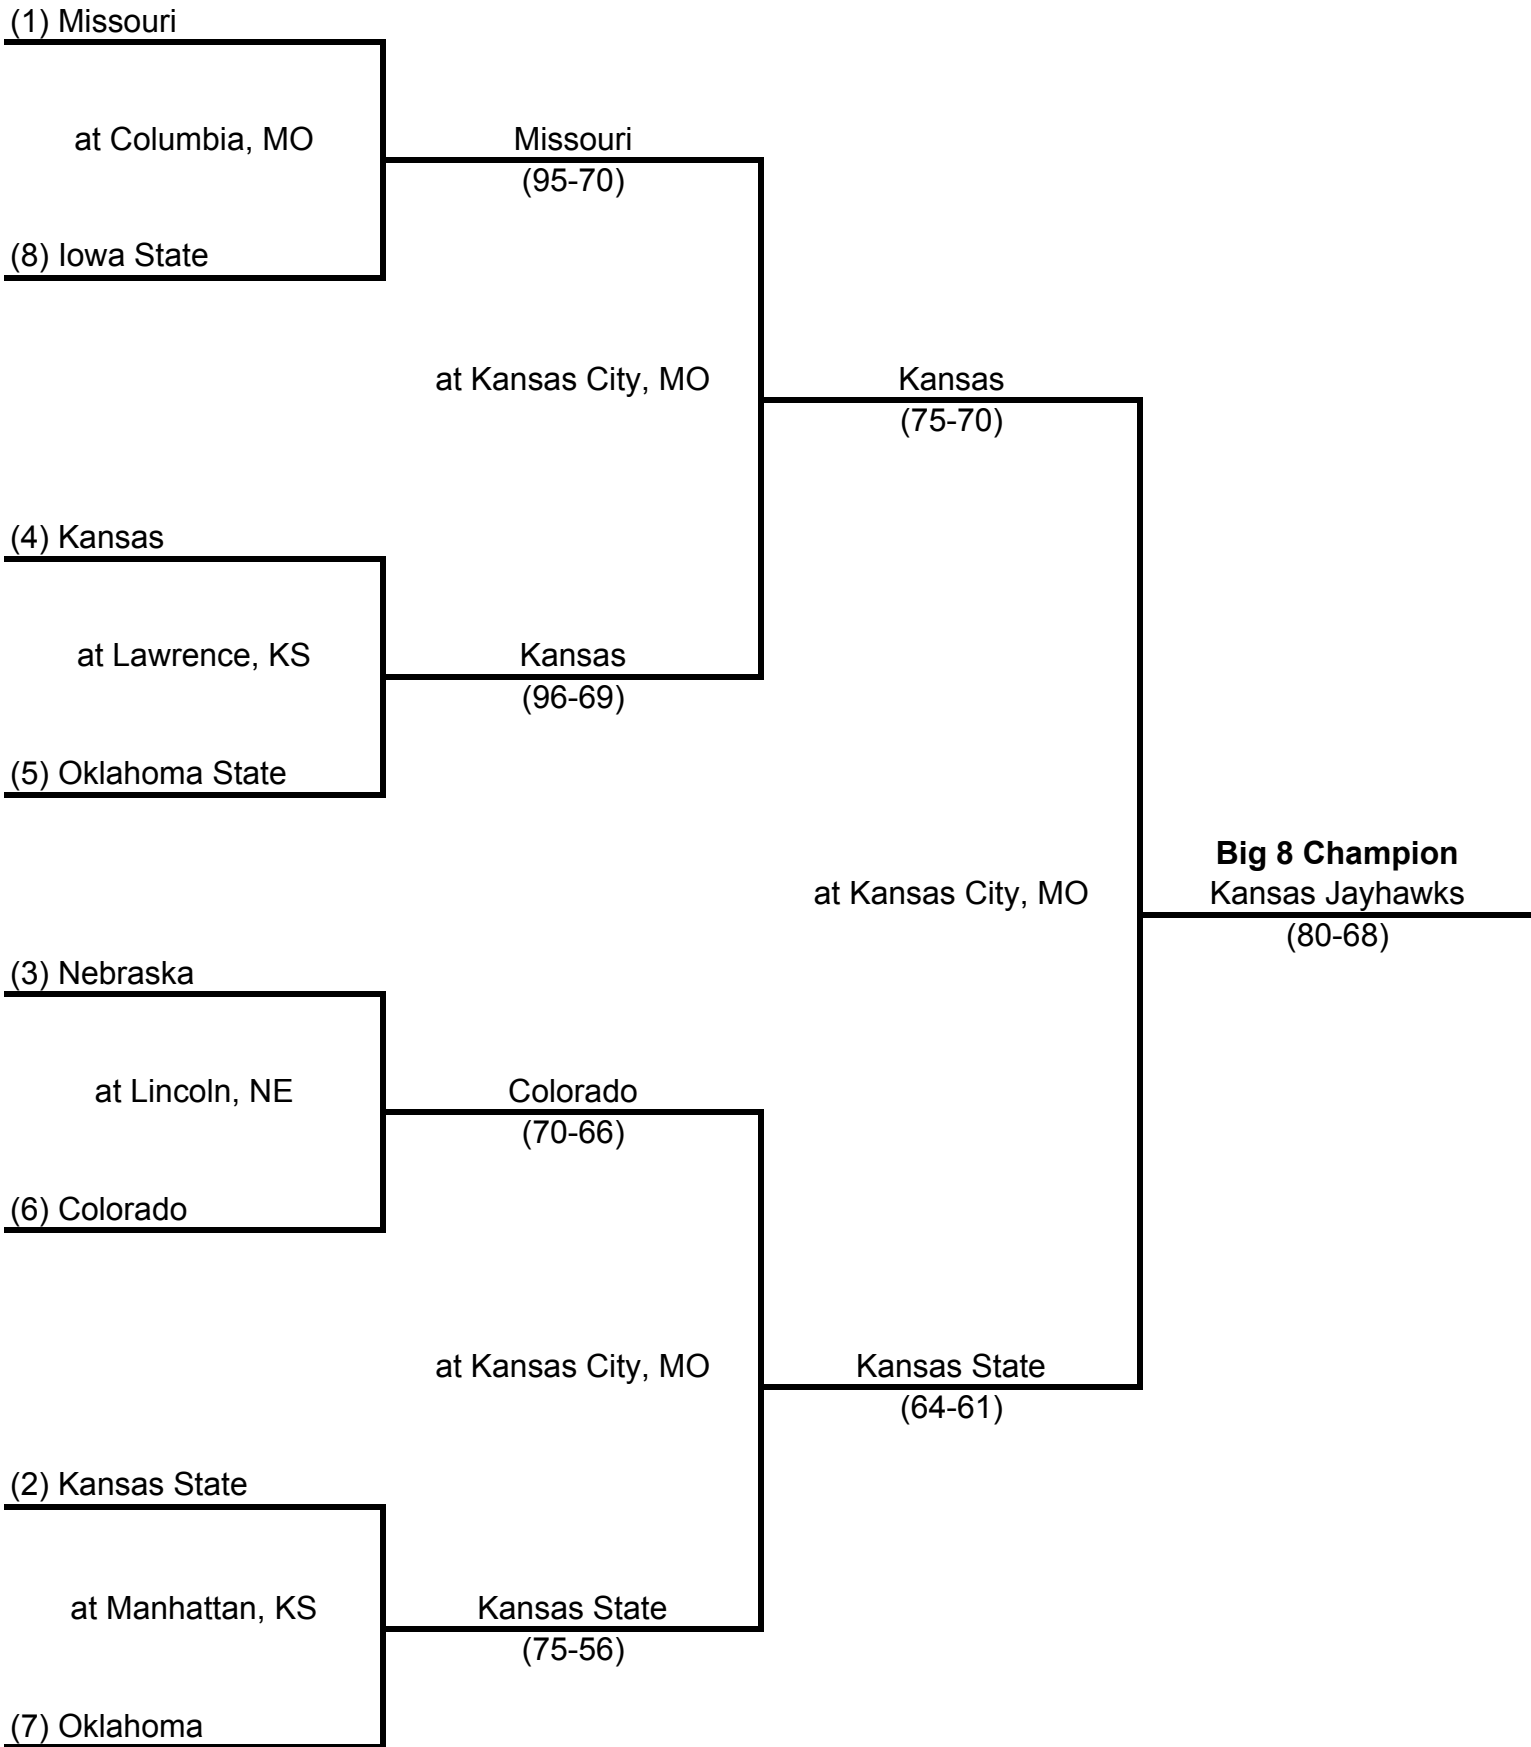 (1) Missouri
at Columbia, MO
Missouri
(95-70)
(8) Iowa State
at Kansas City, MO
Kansas
(75-70)
(4) Kansas
at Lawrence, KS
Kansas
(96-69)
(5) Oklahoma State
at Kansas City, MO
Big 8 Champion
Kansas Jayhawks
(80-68)
(3) Nebraska
at Lincoln, NE
Colorado
(70-66)
(6) Colorado
at Kansas City, MO
Kansas State
(64-61)
(2) Kansas State
at Manhattan, KS
Kansas State
(75-56)
(7) Oklahoma